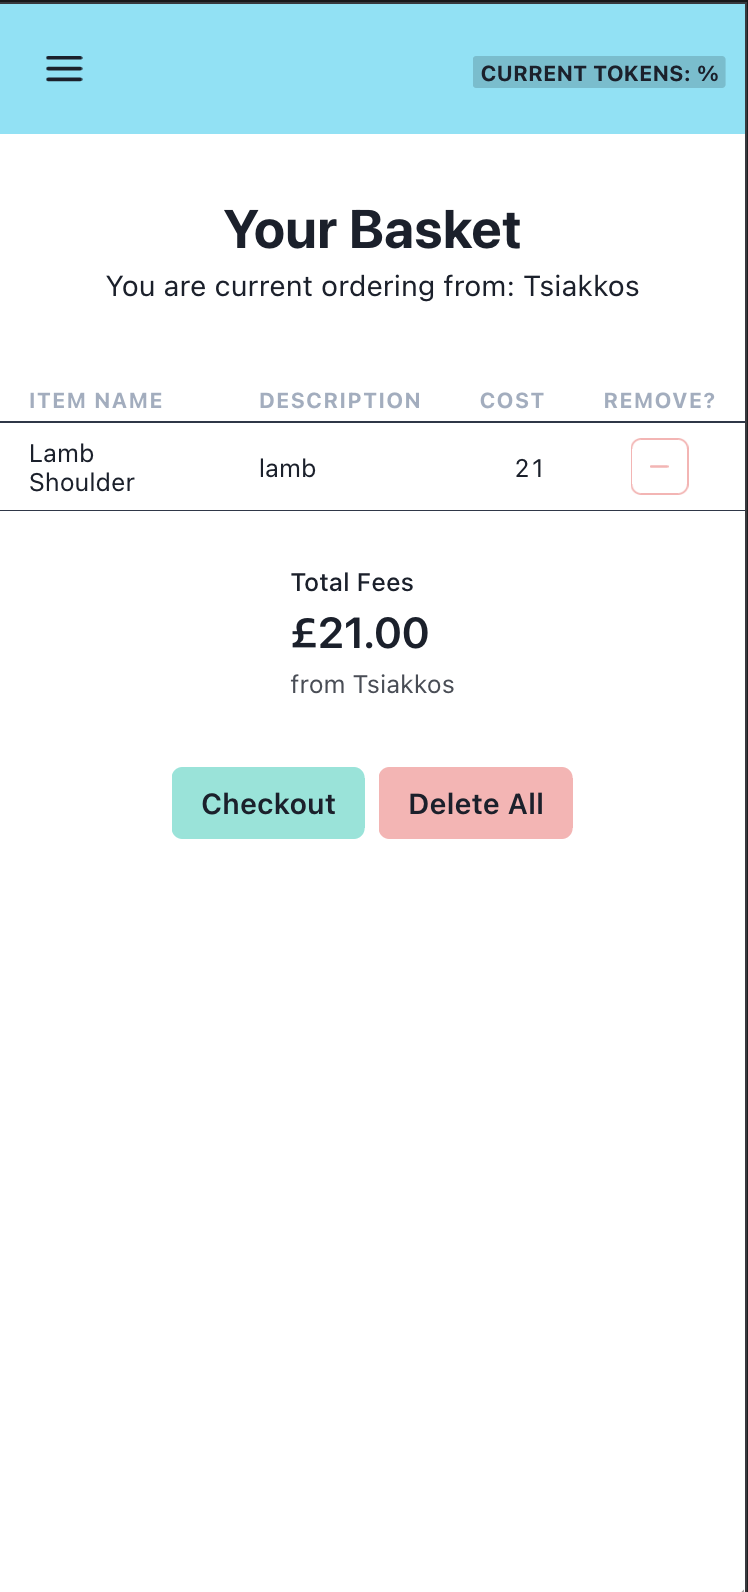 CURRENT TOKENS: %
Your Basket
You are current ordering from: Tsiakkos
ITEM NAME DESCRIPTION COST REMOVE?
Lamb
Shoulder
lamb 21
Total Fees
£21.00
from Tsiakkos
Checkout Delete All